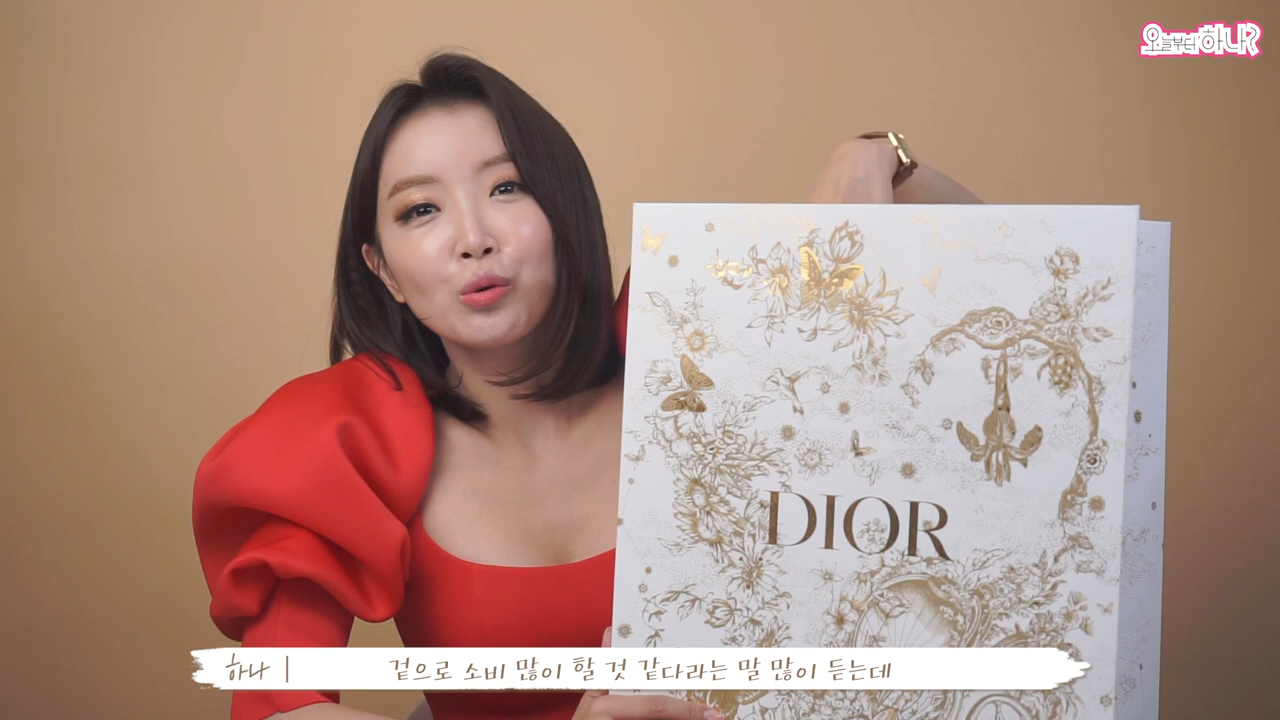 오늘부터 하나?
DIOR
하나 | 겉으로 소비 많이 할 것 같다라는 말 많이 듣는데